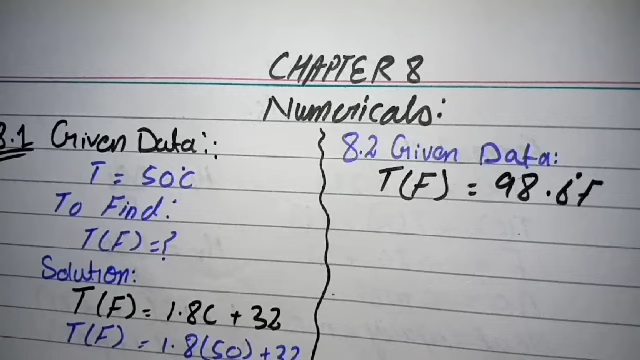 CHAPTER 8
Numericals:
8.1 Given Data:
T = 50°C
To Find:
T(F) = ?
Solution:
T(F) = 1.8C + 32
T(F) = 1.8(50) + 32
8.2 Given Data:
T(F) = 98.6°F